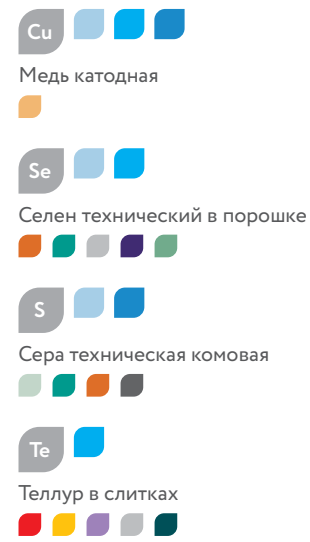 Cu
Медь катодная
Se
Селен технический в порошке
S
Сера техническая комовая
Te
Теллур в слитках